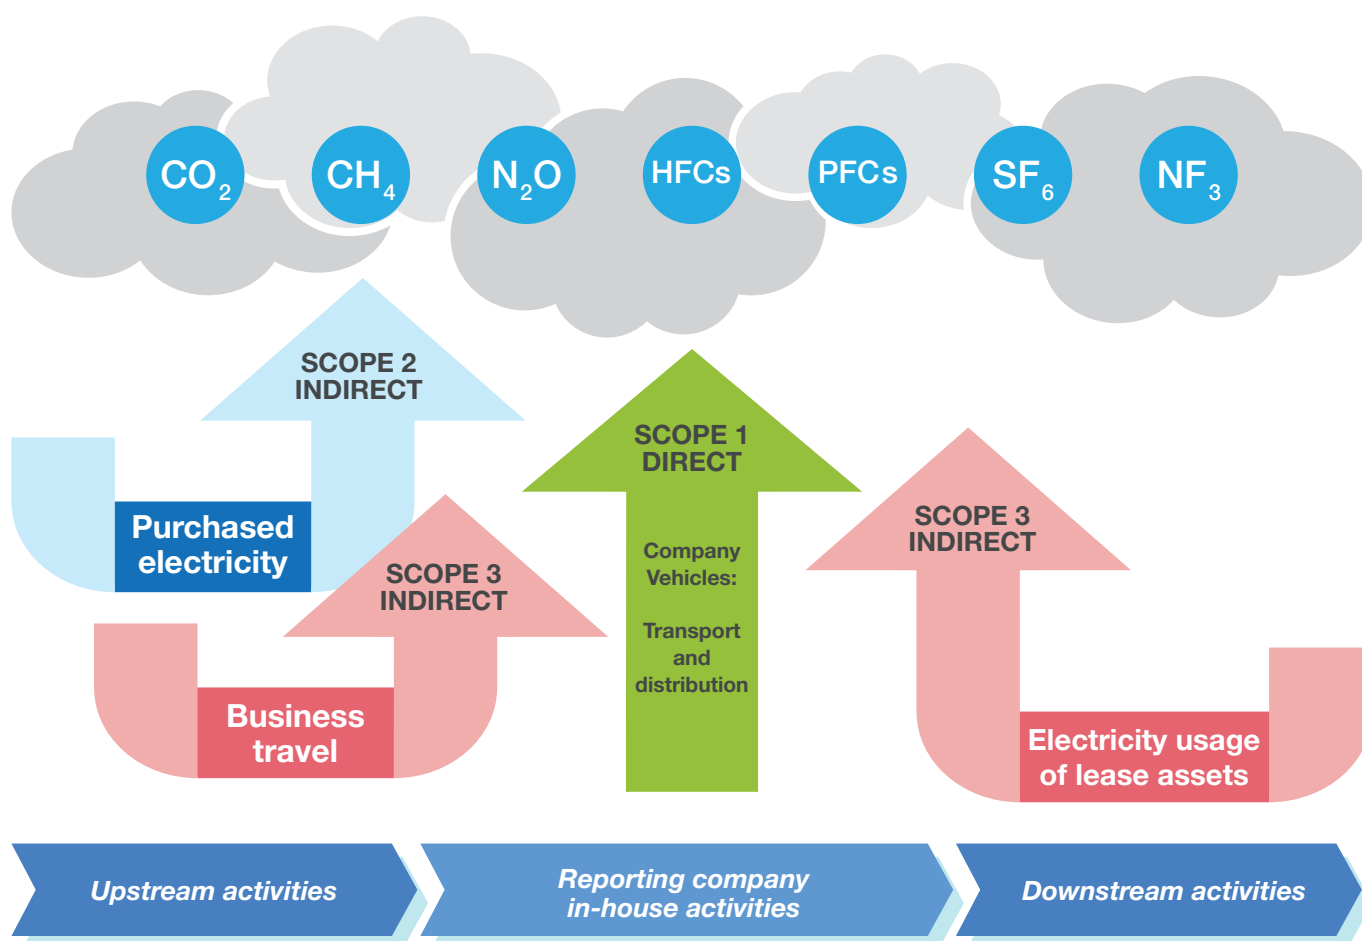 CO₂
CH₄
N₂O
HFCs
PFCs
SF₆
NF₃
SCOPE 2
INDIRECT
Purchased
electricity
SCOPE 3
INDIRECT
Business
travel
SCOPE 1
DIRECT
Company
Vehicles:
Transport
and
distribution
SCOPE 3
INDIRECT
Electricity usage
of lease assets
Upstream activities
Reporting company
in-house activities
Downstream activities